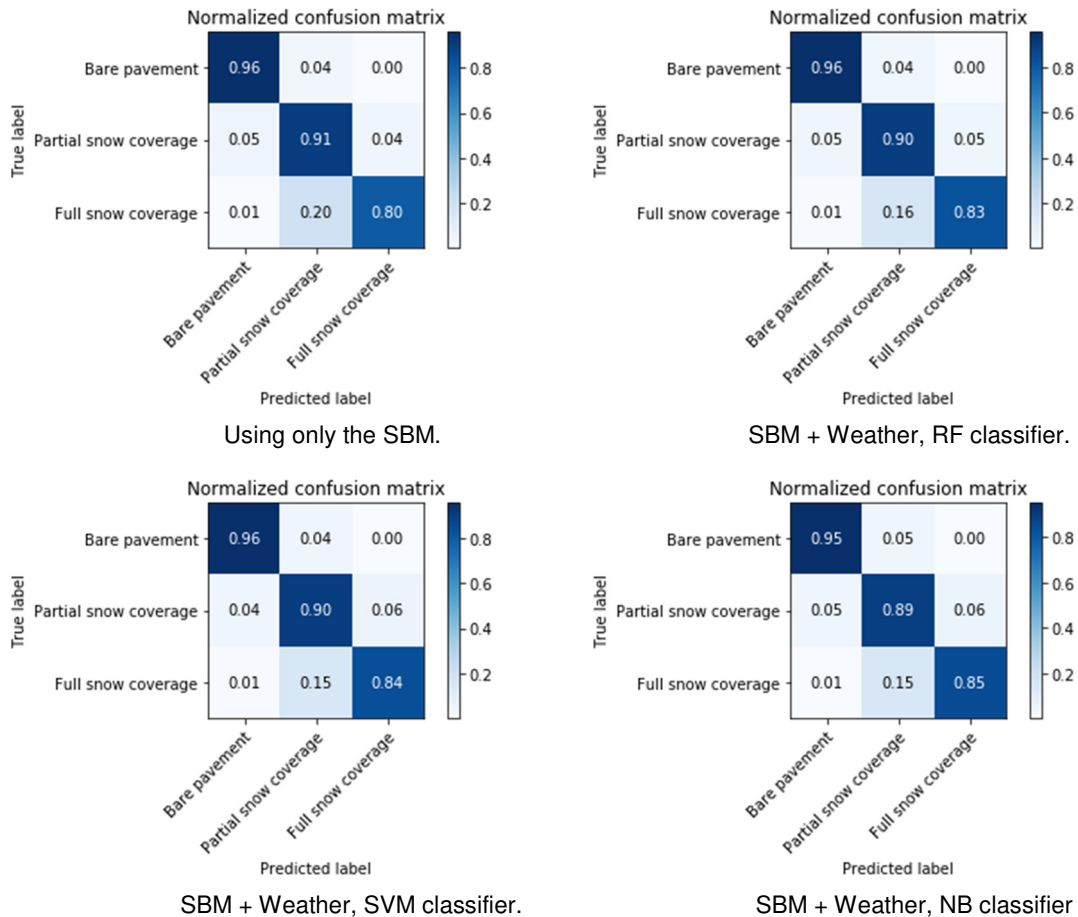 Normalized confusion matrix
True label
Bare pavement 0.96 0.04 0.00
Partial snow coverage 0.05 0.91 0.04
Full snow coverage 0.01 0.20 0.80
0.8
0.6
0.4
0.2
Bare pavement
Partial snow coverage
Full snow coverage
Predicted label
Using only the SBM.
Normalized confusion matrix
True label
Bare pavement 0.96 0.04 0.00
Partial snow coverage 0.05 0.90 0.05
Full snow coverage 0.01 0.16 0.83
0.8
0.6
0.4
0.2
Bare pavement
Partial snow coverage
Full snow coverage
Predicted label
SBM + Weather, RF classifier.
Normalized confusion matrix
True label
Bare pavement 0.96 0.04 0.00
Partial snow coverage 0.04 0.90 0.06
Full snow coverage 0.01 0.15 0.84
0.8
0.6
0.4
0.2
Bare pavement
Partial snow coverage
Full snow coverage
Predicted label
SBM + Weather, SVM classifier.
Normalized confusion matrix
True label
Bare pavement 0.95 0.05 0.00
Partial snow coverage 0.05 0.89 0.06
Full snow coverage 0.01 0.15 0.85
0.8
0.6
0.4
0.2
Bare pavement
Partial snow coverage
Full snow coverage
Predicted label
SBM + Weather, NB classifier